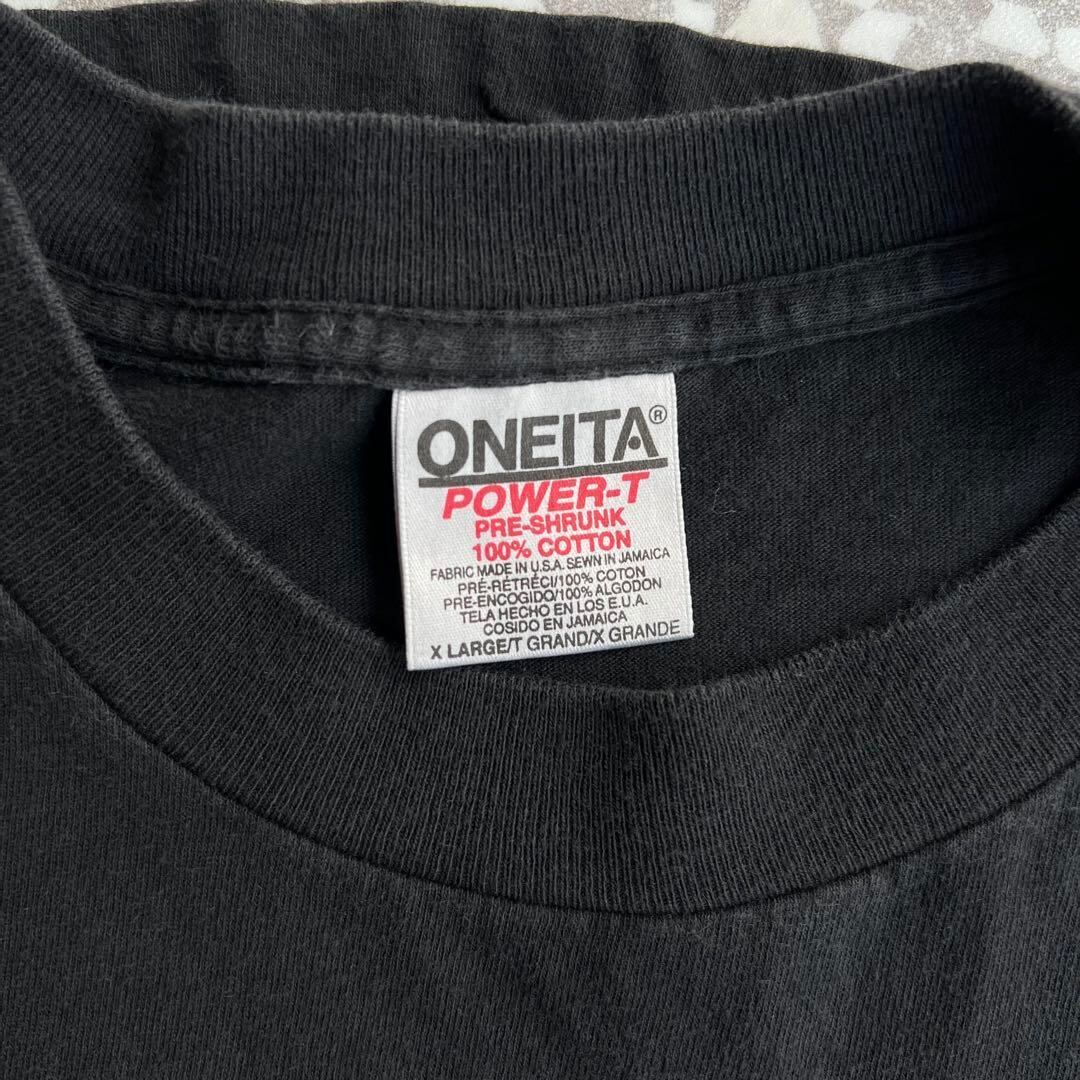 ONEITA®
POWER-T
PRE-SHRUNK
100% COTTON
FABRIC MADE IN U.S.A. SEWN IN JAMAICA
PRÉ-RÉTRÉCI/100% COTON
PRE-ENCOGIDO/100% ALGODON
TELA HECHO EN LOS E.U.A.
COSIDO EN JAMAICA
X LARGE/T GRAND/X GRANDE